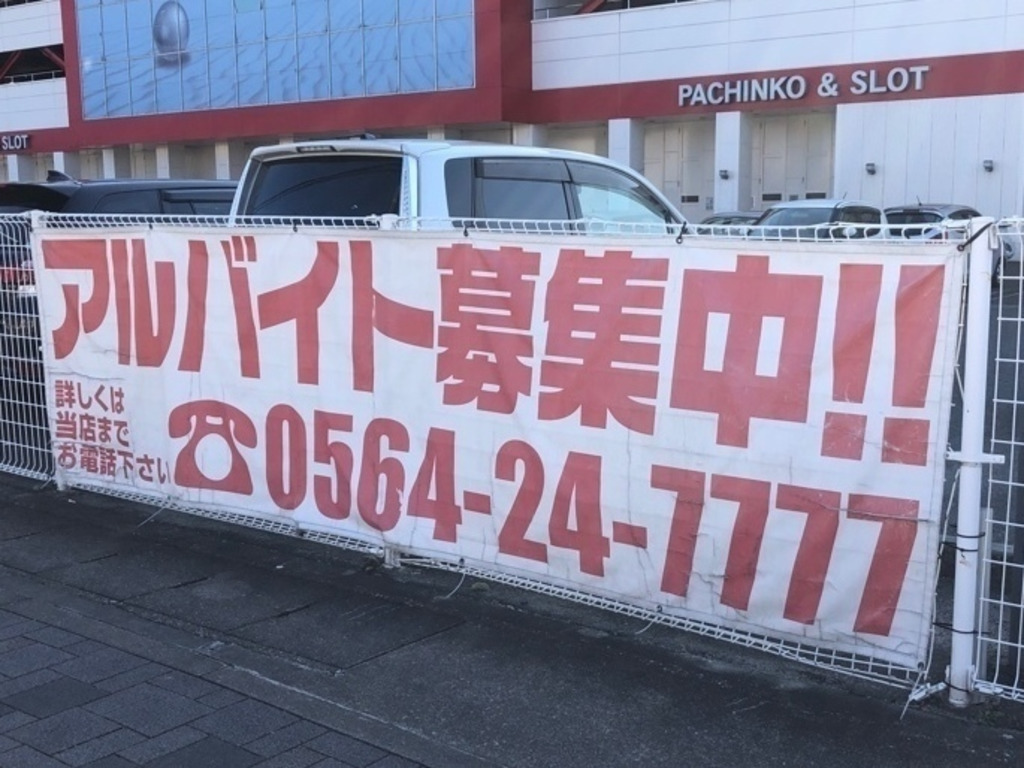 PACHINKO & SLOT
SLOT
アルバイト募集中!!
詳しくは
当店まで
お電話下さい
☎0564-24-7777